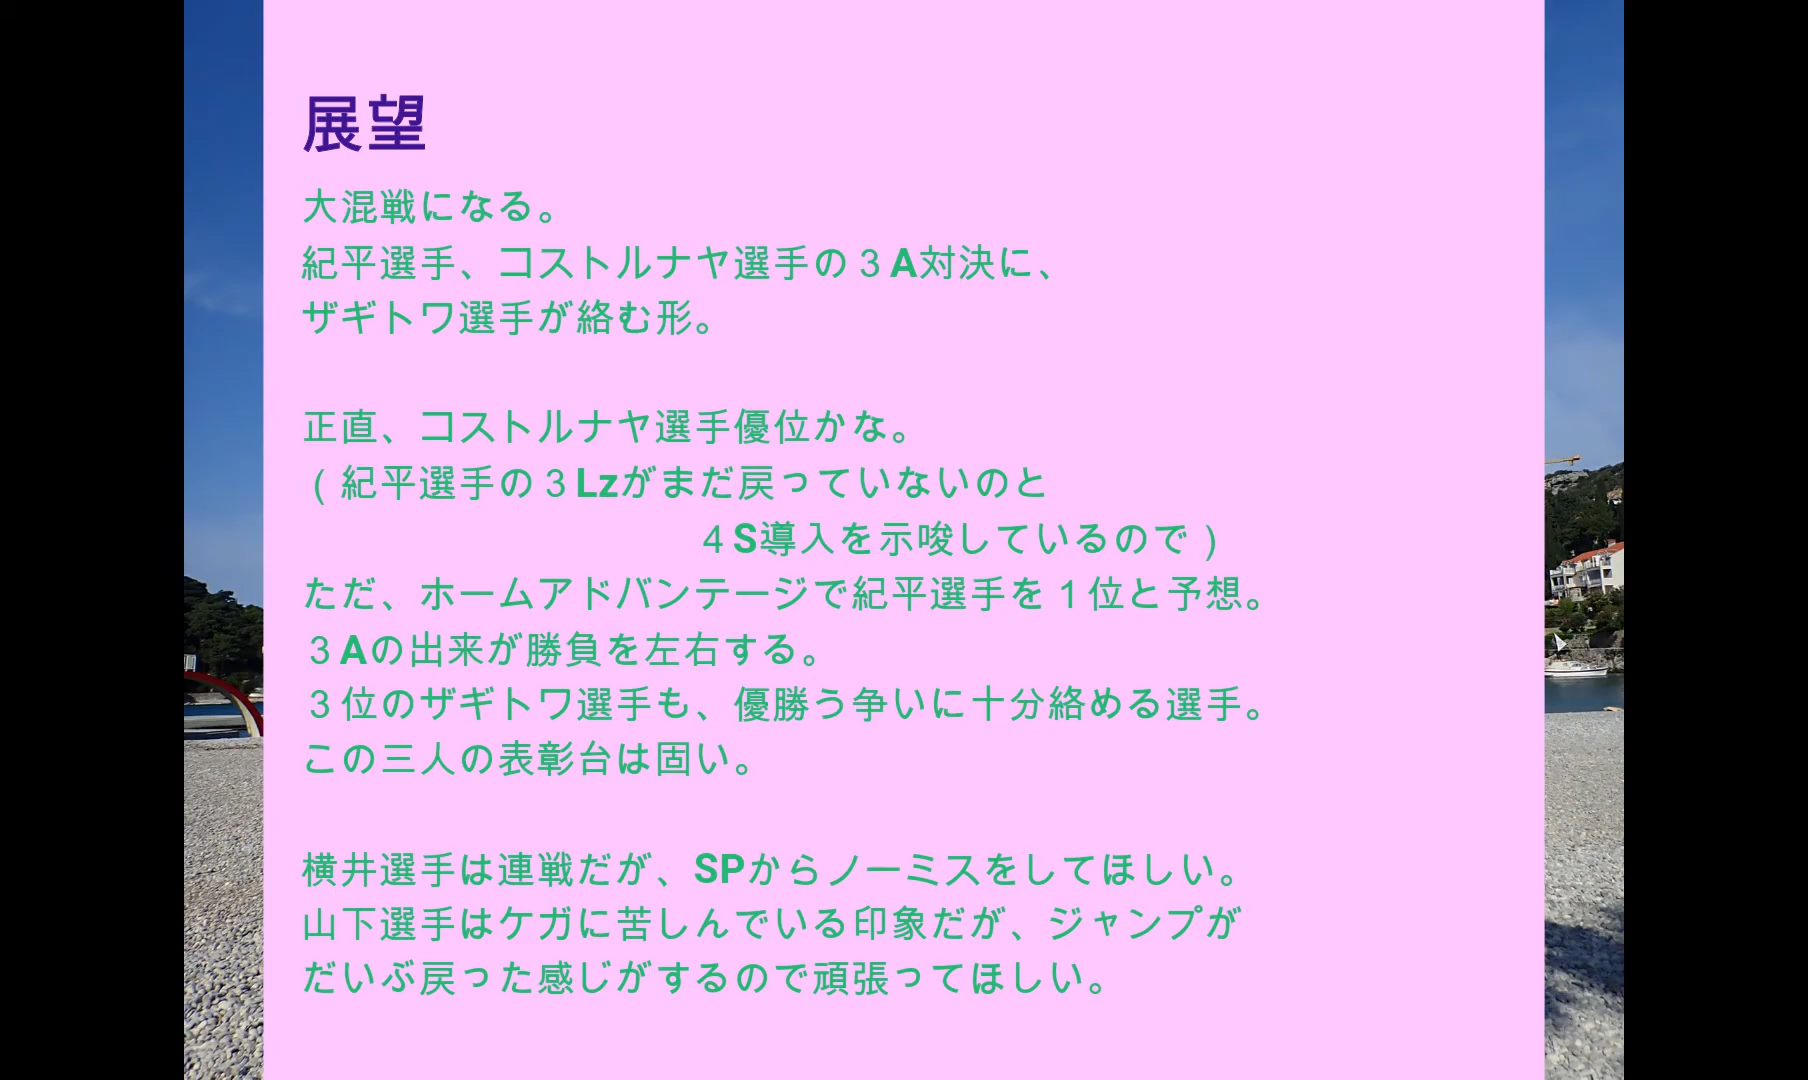 展望
大混戦になる。
紀平選手、コストルナヤ選手の３A対決に、
ザギトワ選手が絡む形。
正直、コストルナヤ選手優位かな。
（紀平選手の３Lzがまだ戻っていないのと
４S導入を示唆しているので）
ただ、ホームアドバンテージで紀平選手を１位と予想。
３Aの出来が勝負を左右する。
３位のザギトワ選手も、優勝う争いに十分絡める選手。
この三人の表彰台は固い。
横井選手は連戦だが、SPからノーミスをしてほしい。
山下選手はケガに苦しんでいる印象だが、ジャンプが
だいぶ戻った感じがするので頑張ってほしい。